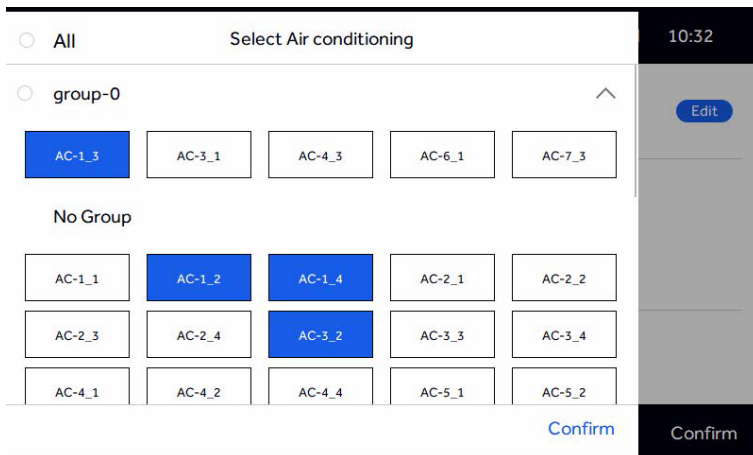 All Select Air conditioning 10:32
group-0
Edit
AC-1_3 AC-3_1 AC-4_3 AC-6_1 AC-7_3
No Group
AC-1_1 AC-1_2 AC-1_4 AC-2_1 AC-2_2
AC-2_3 AC-2_4 AC-3_2 AC-3_3 AC-3_4
AC-4_1 AC-4_2 AC-4_4 AC-5_1 AC-5_2
Confirm Confirm